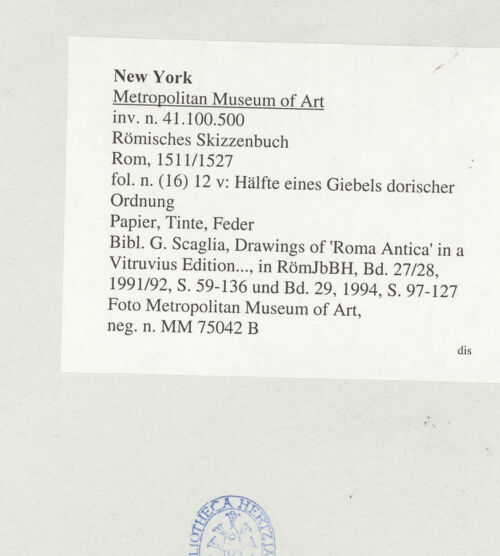 New York
Metropolitan Museum of Art
inv. n. 41.100.500
Römisches Skizzenbuch
Rom, 1511/1527
fol. n. (16) 12 v: Hälfte eines Giebels dorischer
Ordnung
Papier, Tinte, Feder
Bibl. G. Scaglia, Drawings of 'Roma Antica' in a
Vitruvius Edition..., in RömJbBH, Bd. 27/28,
1991/92, S. 59-136 und Bd. 29, 1994, S. 97-127
Foto Metropolitan Museum of Art,
neg. n. MM 75042 B
dis
LIOTHECA HERTZIA